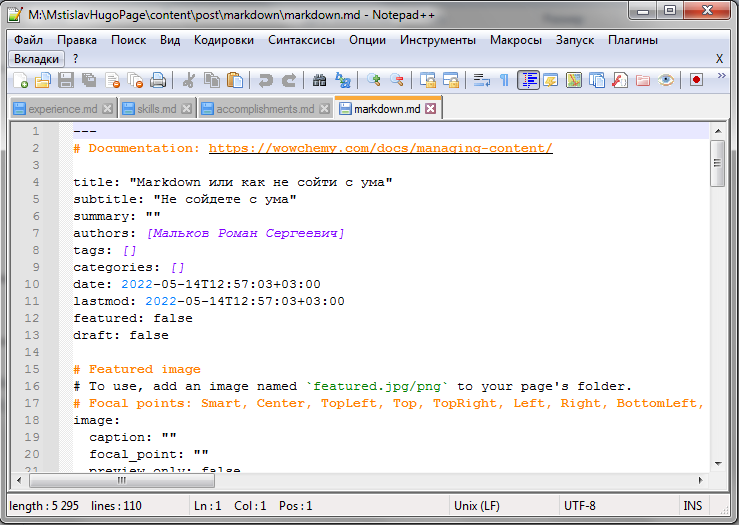 M:\MstislavHugoPage\content\post\markdown\markdown.md - Notepad++
Файл Правка Поиск Вид Кодировки Синтаксисы Опции Инструменты Макросы Запуск Плагины
Вкладки ? X
experience.md skills.md accomplishments.md markdown.md
1 ---
2 # Documentation: https://wowchemy.com/docs/managing-content/
3
4 title: "Markdown или как не сойти с ума"
5 subtitle: "Не сойдете с ума"
6 summary: ""
7 authors: [Мальков Роман Сергеевич]
8 tags: []
9 categories: []
10 date: 2022-05-14T12:57:03+03:00
11 lastmod: 2022-05-14T12:57:03+03:00
12 featured: false
13 draft: false
14
15 # Featured image
16 # To use, add an image named `featured.jpg/png` to your page's folder.
17 # Focal points: Smart, Center, TopLeft, Top, TopRight, Left, Right, BottomLeft,
18 image:
19 caption: ""
20 focal_point: ""
21 preview_only: false
length : 5 295 lines : 110 Ln : 1 Col : 1 Pos : 1 Unix (LF) UTF-8 INS